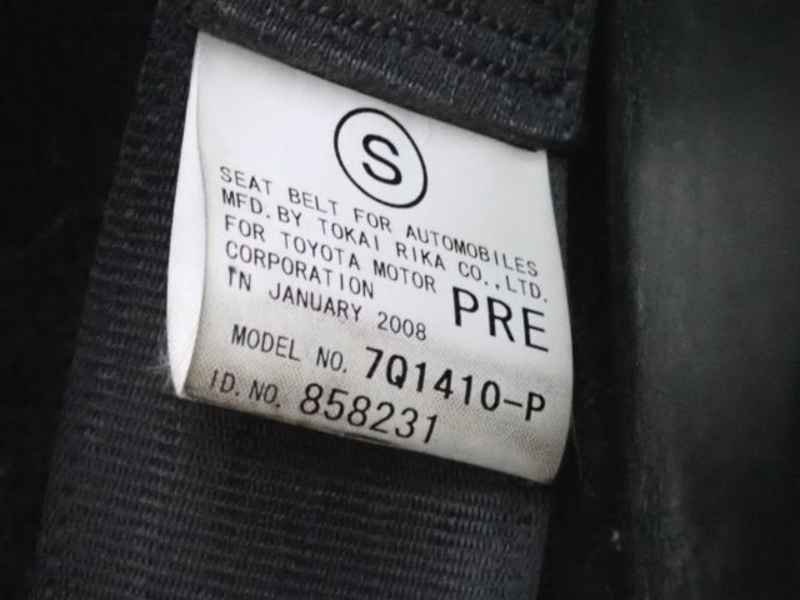 S
SEAT BELT FOR AUTOMOBILES
MFD. BY TOKAI RIKA CO., LTD.
FOR TOYOTA MOTOR
CORPORATION
IN JANUARY 2008 PRE
MODEL NO. 7Q1410-P
ID. NO. 858231